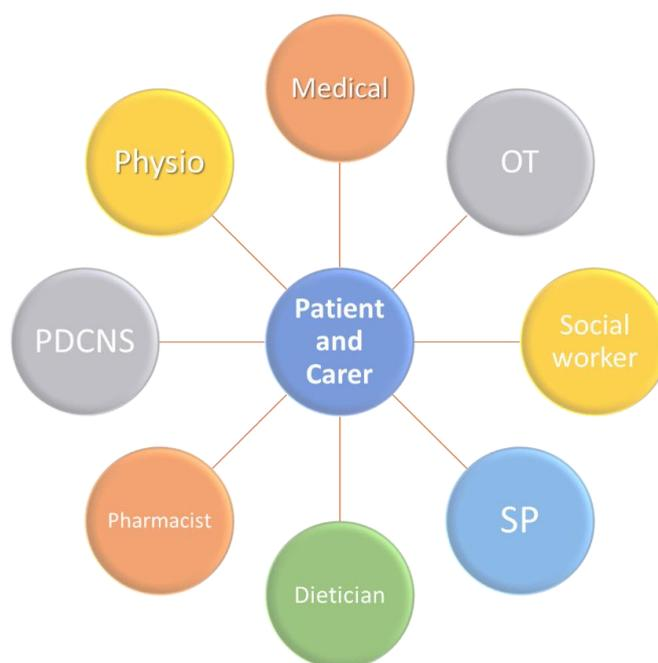 Medical
OT
Social
worker
SP
Dietician
Pharmacist
PDCNS
Physio
Patient
and
Carer